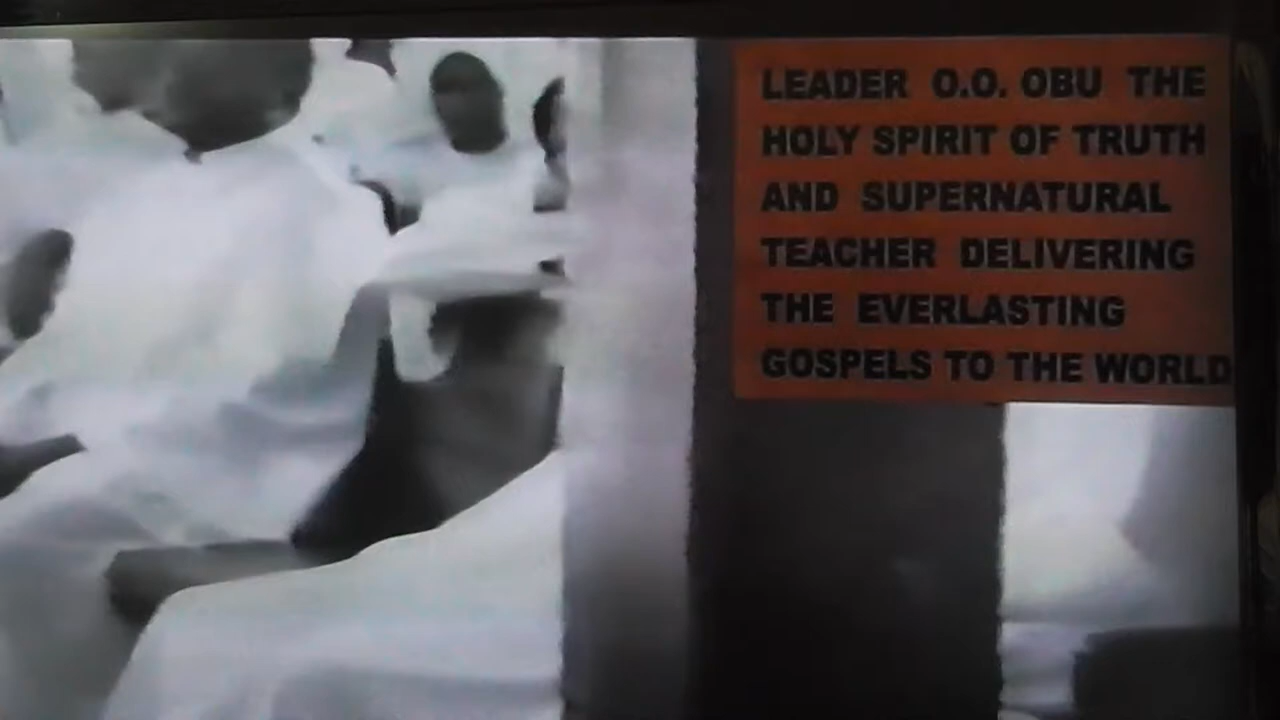 LEADER O.O. OBU THE
HOLY SPIRIT OF TRUTH
AND SUPERNATURAL
TEACHER DELIVERING
THE EVERLASTING
GOSPELS TO THE WORLD